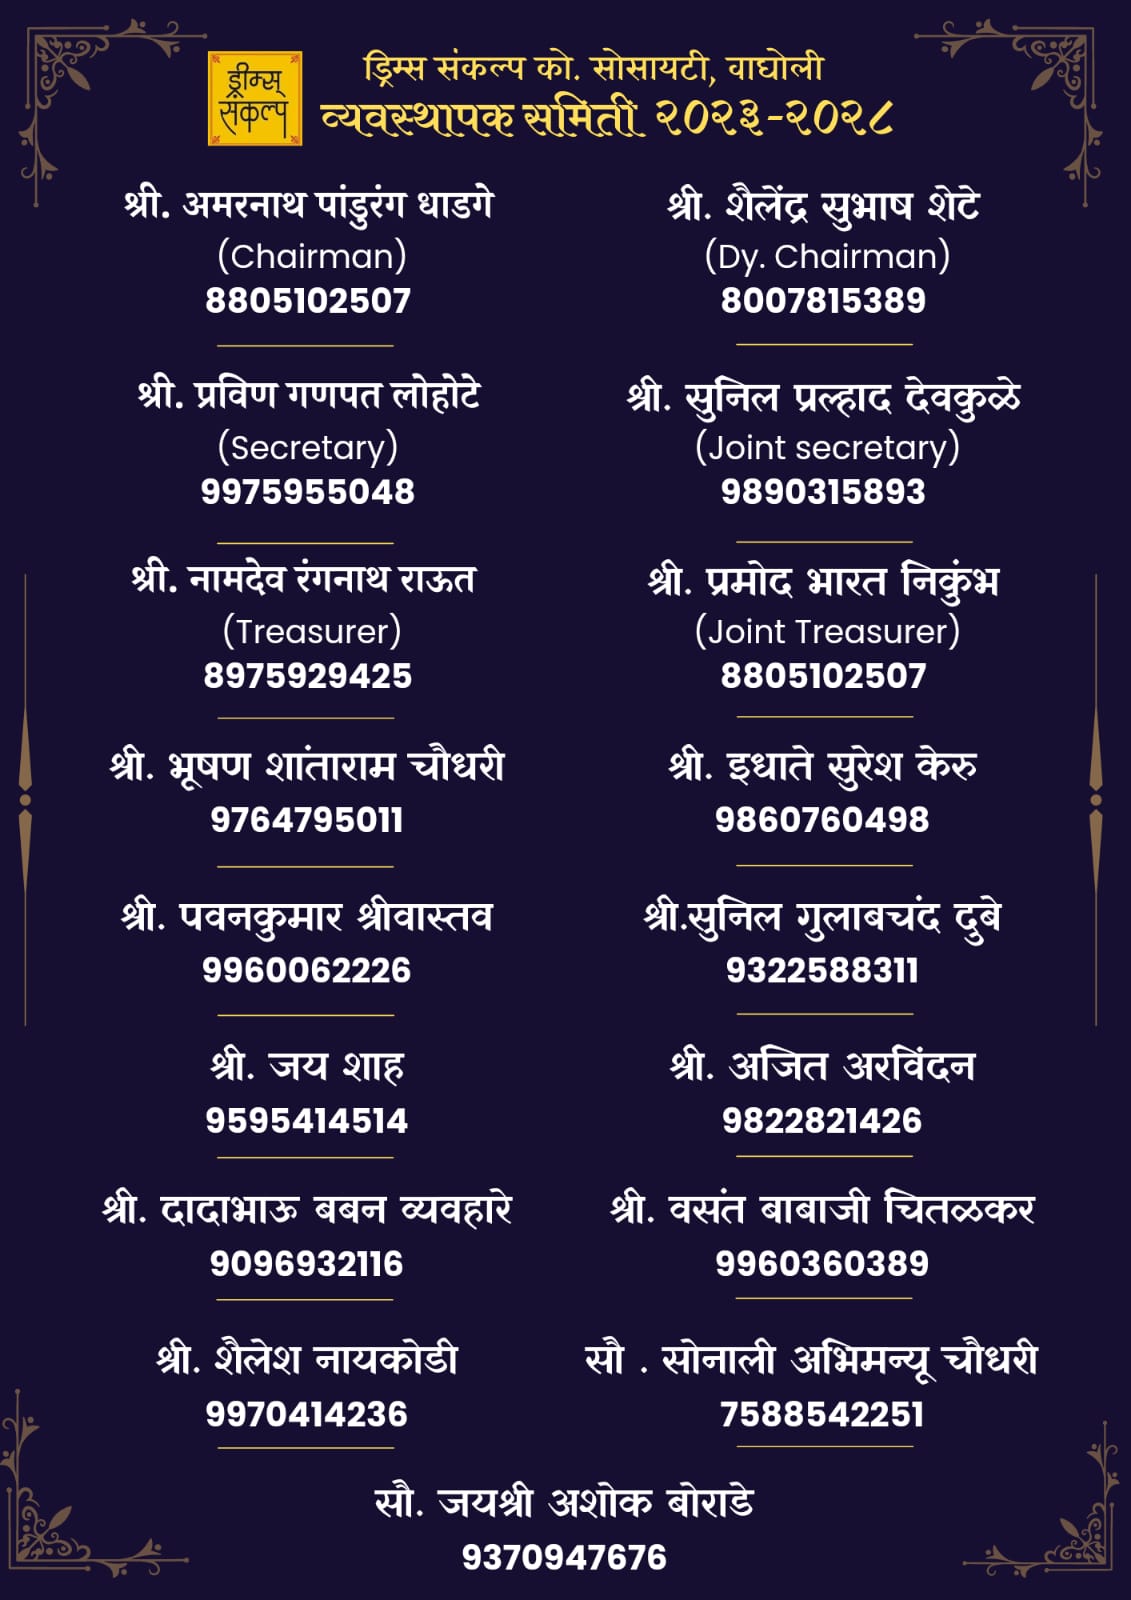 ड्रीम्स्
संकल्प
ड्रिम्स संकल्प को. सोसायटी, वाघोली
व्यवस्थापक समिती २०२३-२०२८
श्री. अमरनाथ पांडुरंग धाडगे
(Chairman)
8805102507
श्री. शैलेंद्र सुभाष शेटे
(Dy. Chairman)
8007815389
श्री. प्रविण गणपत लोहोटे
(Secretary)
9975955048
श्री. सुनिल प्रल्हाद देवकुळे
(Joint secretary)
9890315893
श्री. नामदेव रंगनाथ राऊत
(Treasurer)
8975929425
श्री. प्रमोद भारत निकुंभ
(Joint Treasurer)
8805102507
श्री. भूषण शांताराम चौधरी
9764795011
श्री. इधाते सुरेश केरु
9860760498
श्री. पवनकुमार श्रीवास्तव
9960062226
श्री.सुनिल गुलाबचंद दुबे
9322588311
श्री. जय शाह
9595414514
श्री. अजित अरविंदन
9822821426
श्री. दादाभाऊ बबन व्यवहारे
9096932116
श्री. वसंत बाबाजी चितळकर
9960360389
श्री. शैलेश नायकोडी
9970414236
सौ . सोनाली अभिमन्यू चौधरी
7588542251
सौ. जयश्री अशोक बोराडे
9370947676